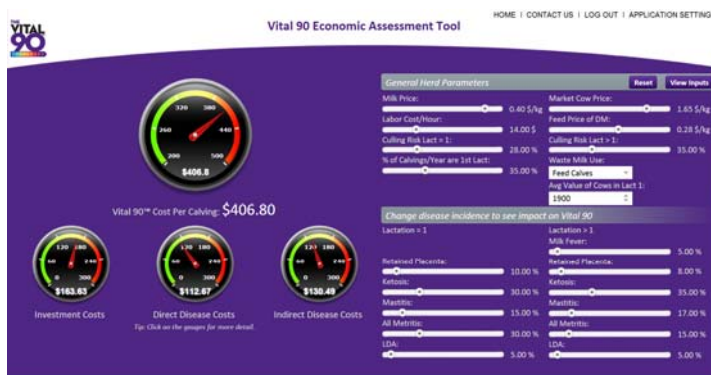 HOME | CONTACT US | LOG OUT | APPLICATION SETTING
THE
VITAL
90
Vital 90 Economic Assessment Tool
General Herd Parameters
Reset
View Inputs
Milk Price:
0.40 $/kg
Market Cow Price:
1.65 $/kg
Labor Cost/Hour:
14.00 $
Feed Price of DM:
0.28 $/kg
Culling Risk Lact = 1:
28.00 %
Culling Risk Lact > 1:
35.00 %
% of Calvings/Year are 1st Lact:
35.00 %
Waste Milk Use:
Feed Calves
Avg Value of Cows in Lact 1:
1900
200
260
320
380
440
500
$406.8
Vital 90™ Cost Per Calving: $406.80
0
60
120
180
240
300
$163.63
Investment Costs
0
60
120
180
240
300
$112.67
Direct Disease Costs
0
60
120
180
240
300
$130.49
Indirect Disease Costs
Tip: Click on the gauges for more detail.
Change disease incidence to see impact on Vital 90
Lactation = 1
Retained Placenta:
10.00 %
Ketosis:
30.00 %
Mastitis:
15.00 %
All Metritis:
30.00 %
LDA:
5.00 %
Lactation > 1
Milk Fever:
5.00 %
Retained Placenta:
8.00 %
Ketosis:
35.00 %
Mastitis:
17.00 %
All Metritis:
15.00 %
LDA:
5.00 %